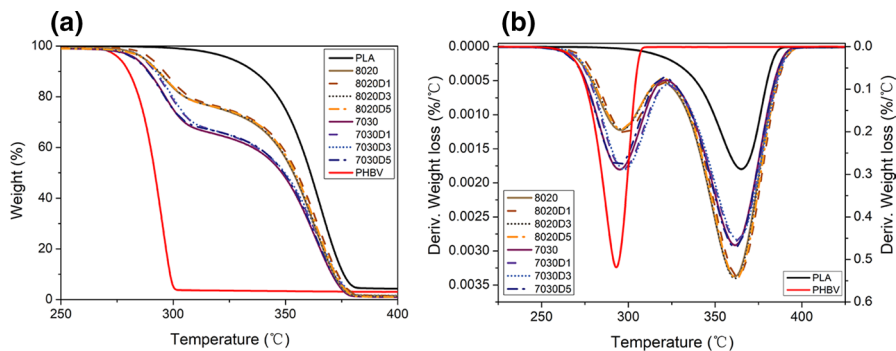 (a)
100
80
60
40
20
0
Weight (%)
250
300
350
400
Temperature (℃)
PLA
8020
8020D1
8020D3
8020D5
7030
7030D1
7030D3
7030D5
PHBV
(b)
0.0000
0.0005
0.0010
0.0015
0.0020
0.0025
0.0030
0.0035
Deriv. Weight loss (%/℃)
250
300
350
400
Temperature (℃)
0.0
0.1
0.2
0.3
0.4
0.5
0.6
Deriv. Weight loss (%/℃)
8020
8020D1
8020D3
8020D5
7030
7030D1
7030D3
7030D5
PLA
PHBV